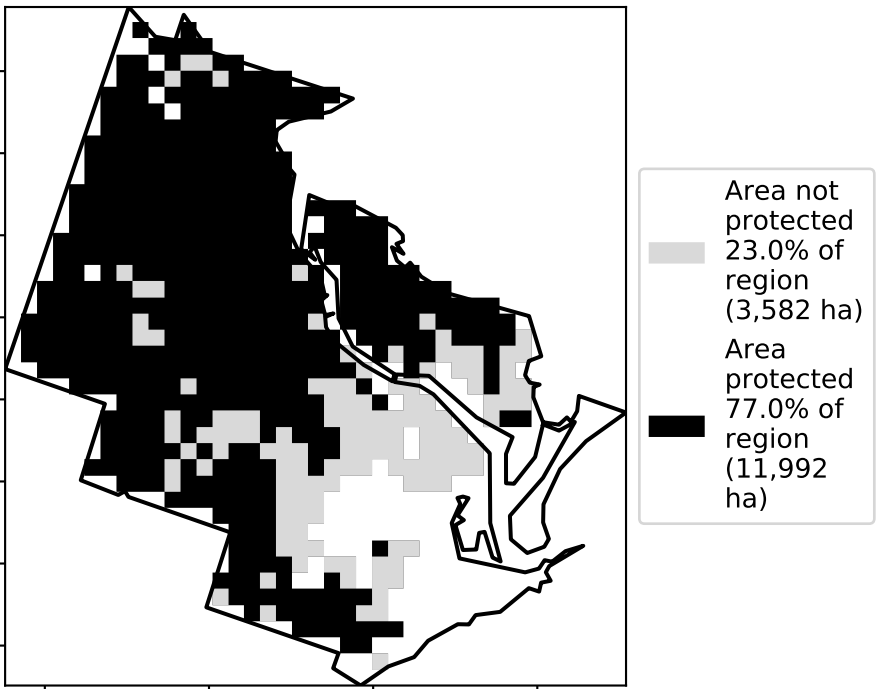 Area not
protected
23.0% of
region
(3,582 ha)
Area
protected
77.0% of
region
(11,992
ha)